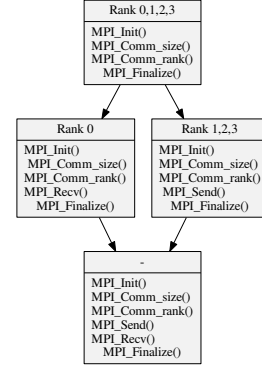 Rank 0,1,2,3
MPI_Init()
MPI_Comm_size()
MPI_Comm_rank()
MPI_Finalize()
Rank 0
MPI_Init()
MPI_Comm_size()
MPI_Comm_rank()
MPI_Recv()
MPI_Finalize()
Rank 1,2,3
MPI_Init()
MPI_Comm_size()
MPI_Comm_rank()
MPI_Send()
MPI_Finalize()
-
MPI_Init()
MPI_Comm_size()
MPI_Comm_rank()
MPI_Send()
MPI_Recv()
MPI_Finalize()